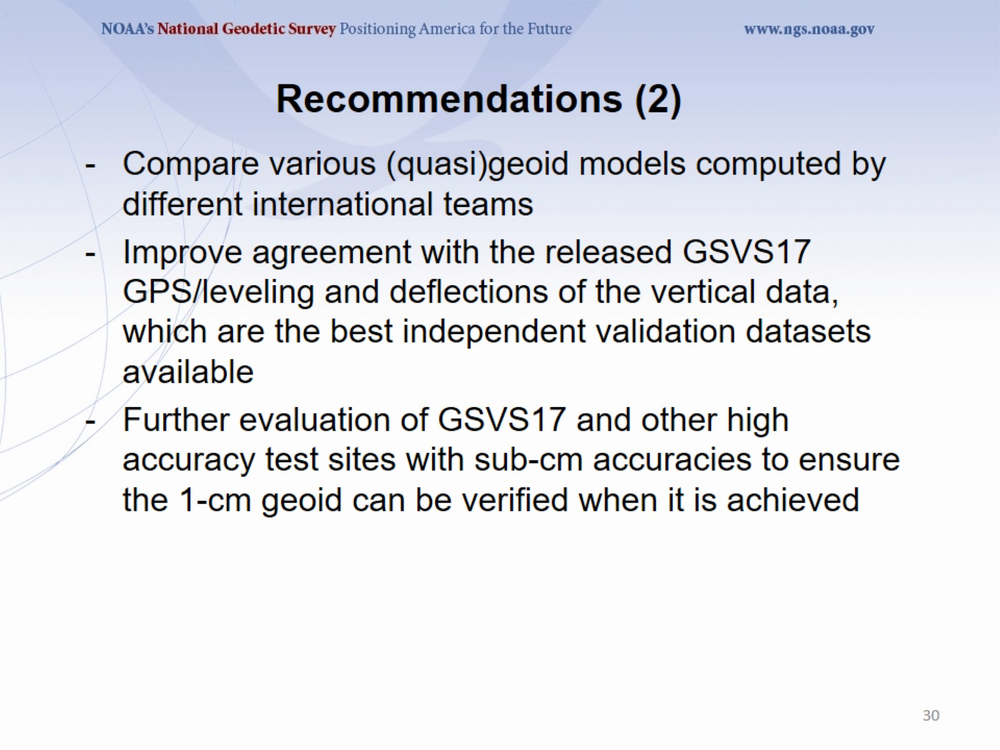 NOAA's National Geodetic Survey Positioning America for the Future www.ngs.noaa.gov
Recommendations (2)
- Compare various (quasi)geoid models computed by
different international teams
- Improve agreement with the released GSVS17
GPS/leveling and deflections of the vertical data,
which are the best independent validation datasets
available
- Further evaluation of GSVS17 and other high
accuracy test sites with sub-cm accuracies to ensure
the 1-cm geoid can be verified when it is achieved
30